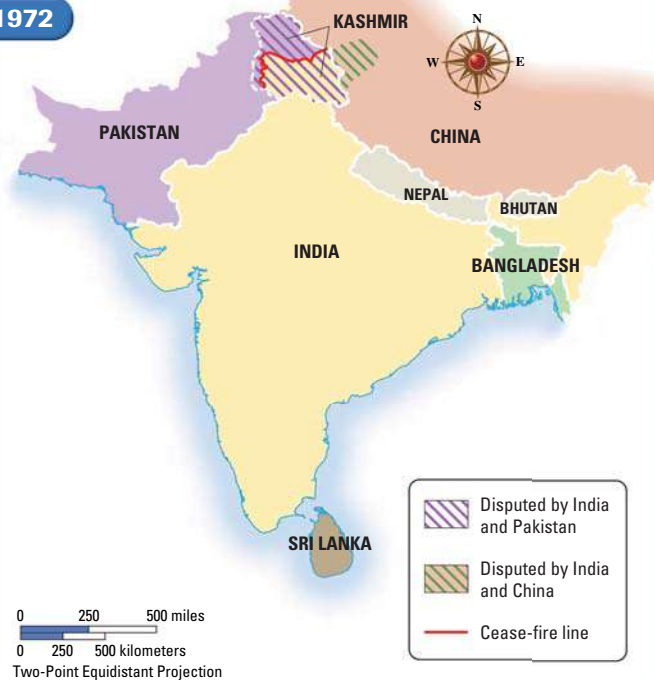 1972
KASHMIR
N
W
E
S
PAKISTAN
CHINA
NEPAL
BHUTAN
INDIA
BANGLADESH
SRI LANKA
Disputed by India
and Pakistan
Disputed by India
and China
Cease-fire line
0 250 500 miles
0 250 500 kilometers
Two-Point Equidistant Projection